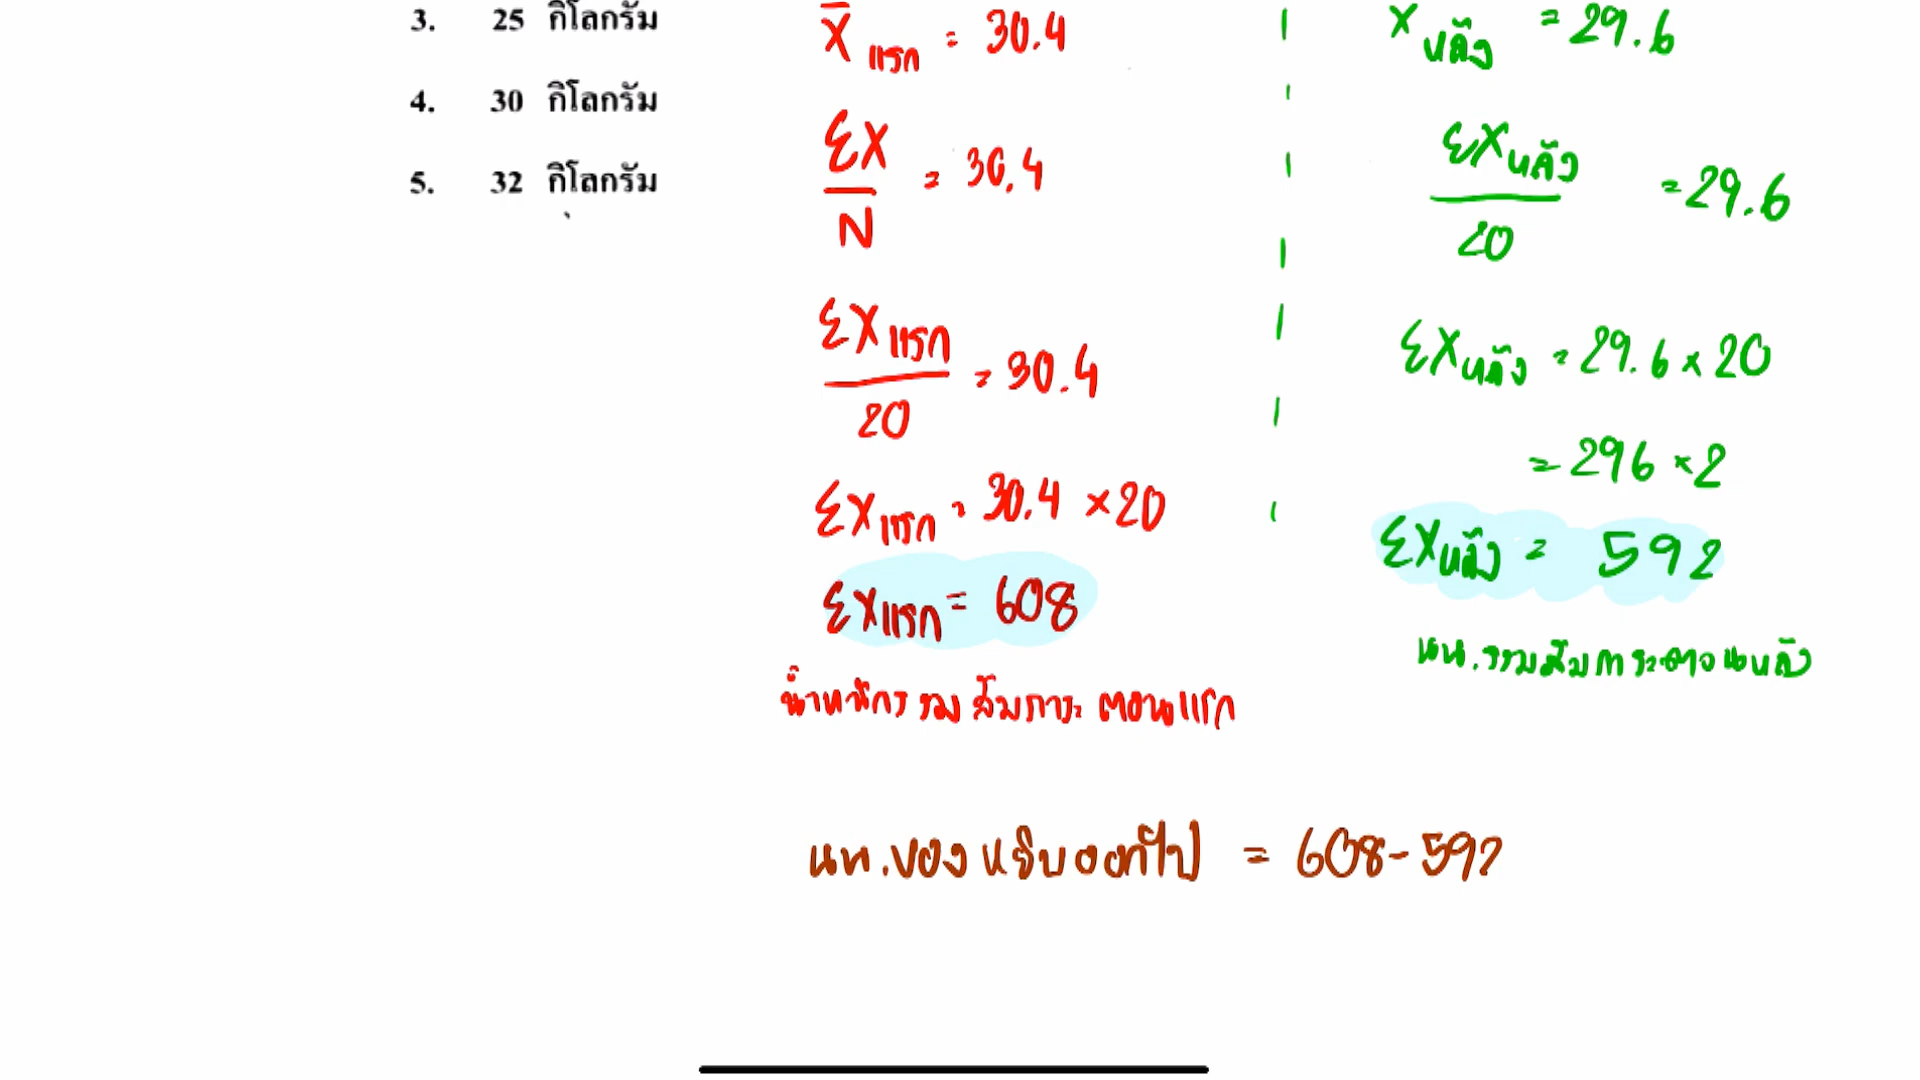 3. 25 กิโลกรัม
4. 30 กิโลกรัม
5. 32 กิโลกรัม
x̄ แรก = 30.4
ΣX
N
= 30.4
ΣX แรก
20
= 30.4
ΣX แรก = 30.4 × 20
ΣX แรก = 608
น้ำหนักรวมสัมภาระตอนแรก
x หลัง = 29.6
ΣX หลัง
20
= 29.6
ΣX หลัง = 29.6 × 20
= 296 × 2
ΣX หลัง = 592
นน.รวมสัมภาระตอนหลัง
นน.ของหยิบออกไป = 608 - 592